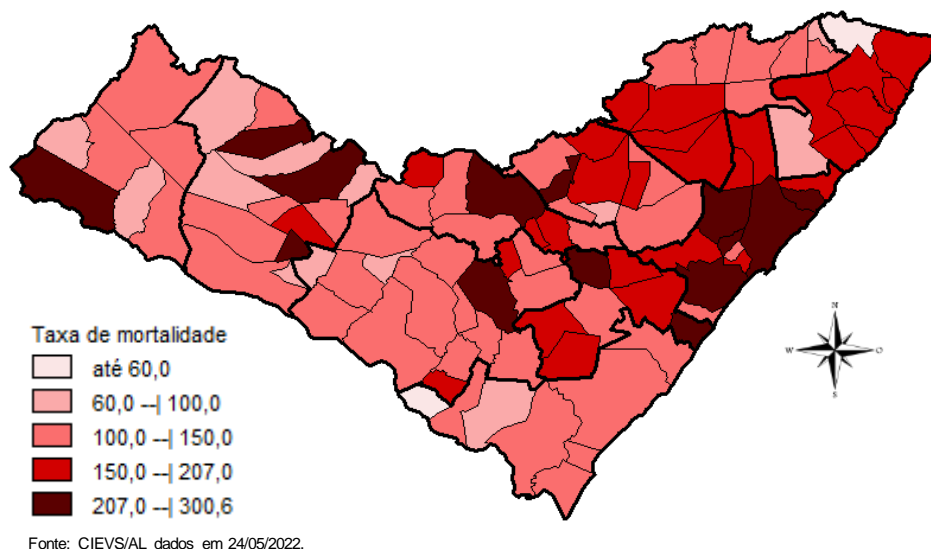 Taxa de mortalidade
até 60,0
60,0 --| 100,0
100,0 --| 150,0
150,0 --| 207,0
207,0 --| 300,6
N
W
O
S
Fonte: CIEVS/AL dados em 24/05/2022.